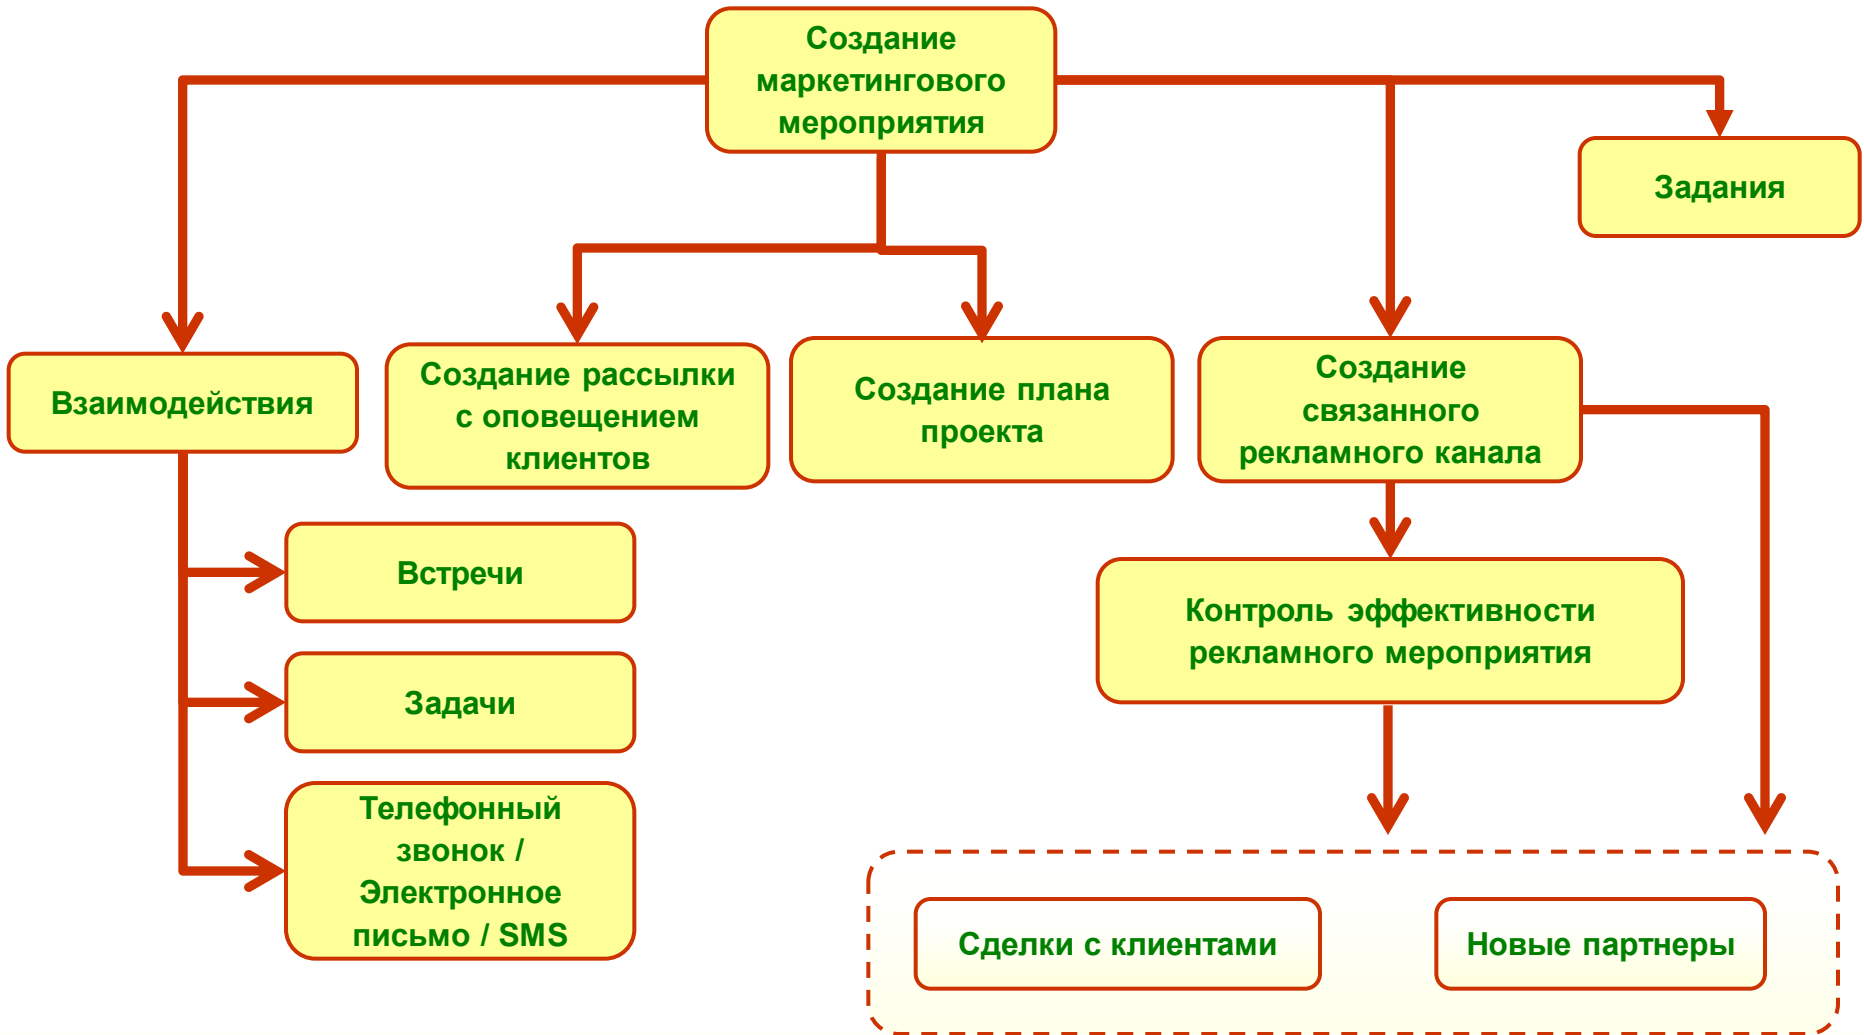 Создание
маркетингового
мероприятия
Задания
Взаимодействия
Создание рассылки
с оповещением
клиентов
Создание плана
проекта
Создание
связанного
рекламного канала
Встречи
Задачи
Телефонный
звонок /
Электронное
письмо / SMS
Контроль эффективности
рекламного мероприятия
Сделки с клиентами
Новые партнеры